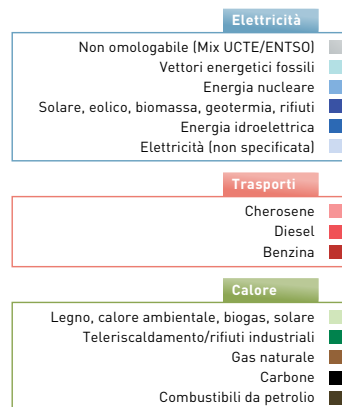 Elettricità
Non omologabile (Mix UCTE/ENTSO)
Vettori energetici fossili
Energia nucleare
Solare, eolico, biomassa, geotermia, rifiuti
Energia idroelettrica
Elettricità (non specificata)
Trasporti
Cherosene
Diesel
Benzina
Calore
Legno, calore ambientale, biogas, solare
Teleriscaldamento/rifiuti industriali
Gas naturale
Carbone
Combustibili da petrolio